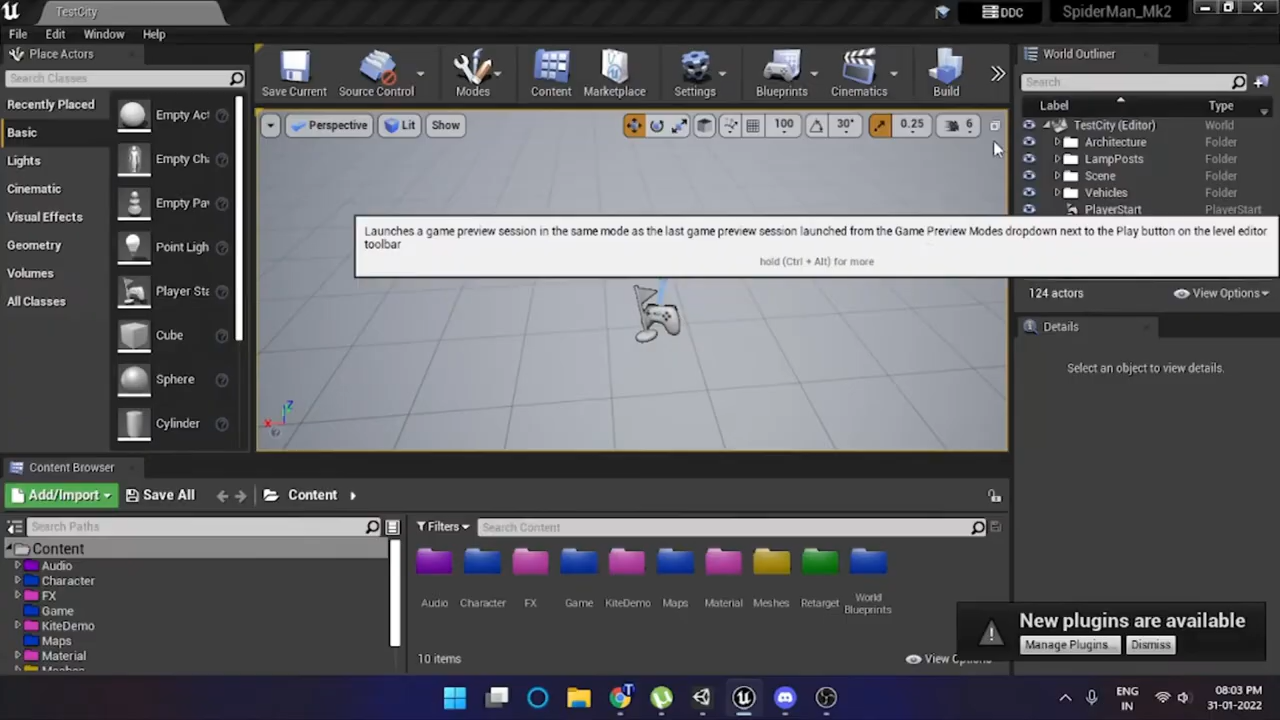 TestCity
DDC
SpiderMan_Mk2
File Edit Window Help
Place Actors
Search Classes
Recently Placed
Basic
Lights
Cinematic
Visual Effects
Geometry
Volumes
All Classes
Empty Act
Empty Cha
Empty Pav
Point Ligh
Player Sta
Cube
Sphere
Cylinder
Save Current
Source Control
Modes
Content
Marketplace
Settings
Blueprints
Cinematics
Build
Perspective
Lit
Show
100
30°
0.25
6
Launches a game preview session in the same mode as the last game preview session launched from the Game Preview Modes dropdown next to the Play button on the level editor
toolbar
hold (Ctrl + Alt) for more
X
Z
World Outliner
Search
Label Type
TestCity (Editor) World
Architecture Folder
LampPosts Folder
Scene Folder
Vehicles Folder
PlayerStart PlayerStart
124 actors
View Options
Details
Select an object to view details.
Content Browser
Add/Import
Save All
Content
Search Paths
Content
Audio
Character
FX
Game
KiteDemo
Maps
Material
Meshes
Filters
Search Content
Audio
Character
FX
Game
KiteDemo
Maps
Material
Meshes
Retarget
World
Blueprints
10 items
View Options
New plugins are available
Manage Plugins...
Dismiss
ENG
IN
08:03 PM
31-01-2022